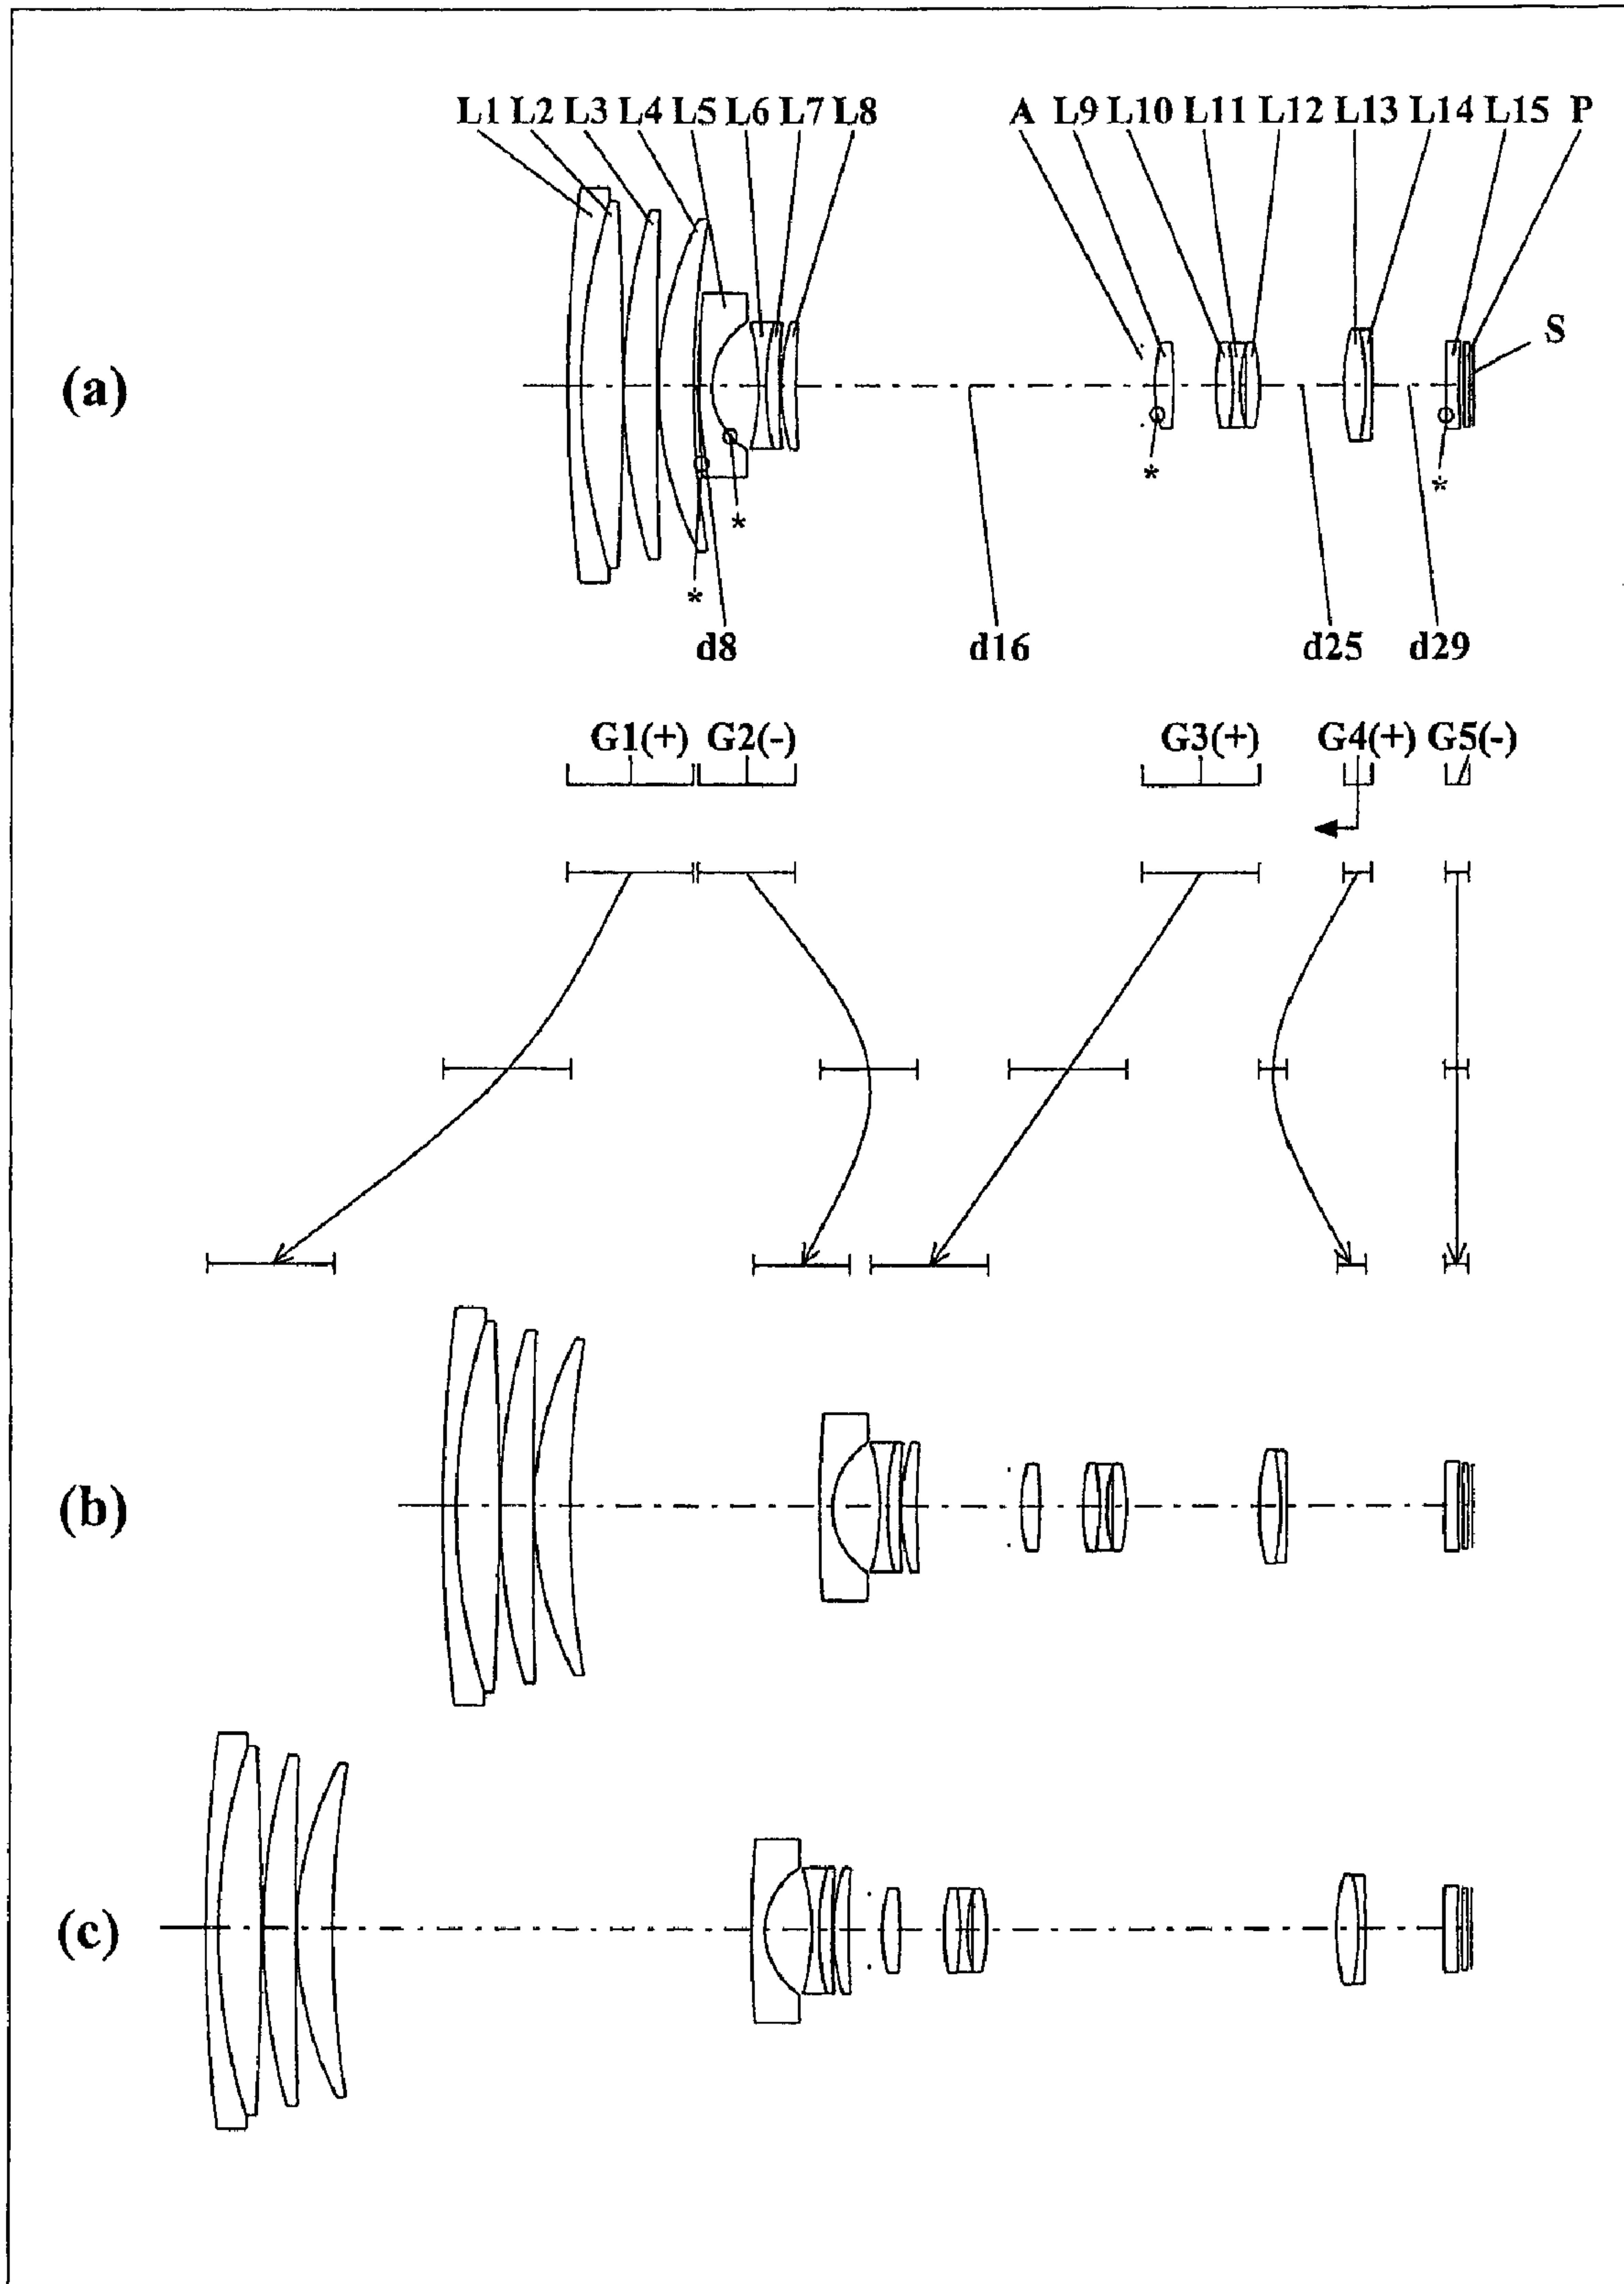 L1 L2 L3 L4 L5 L6 L7 L8 A L9 L10 L11 L12 L13 L14 L15 P
S
(a)
*
*
*
*
d8 d16 d25 d29
G1(+) G2(-) G3(+) G4(+) G5(-)
(b)
(c)